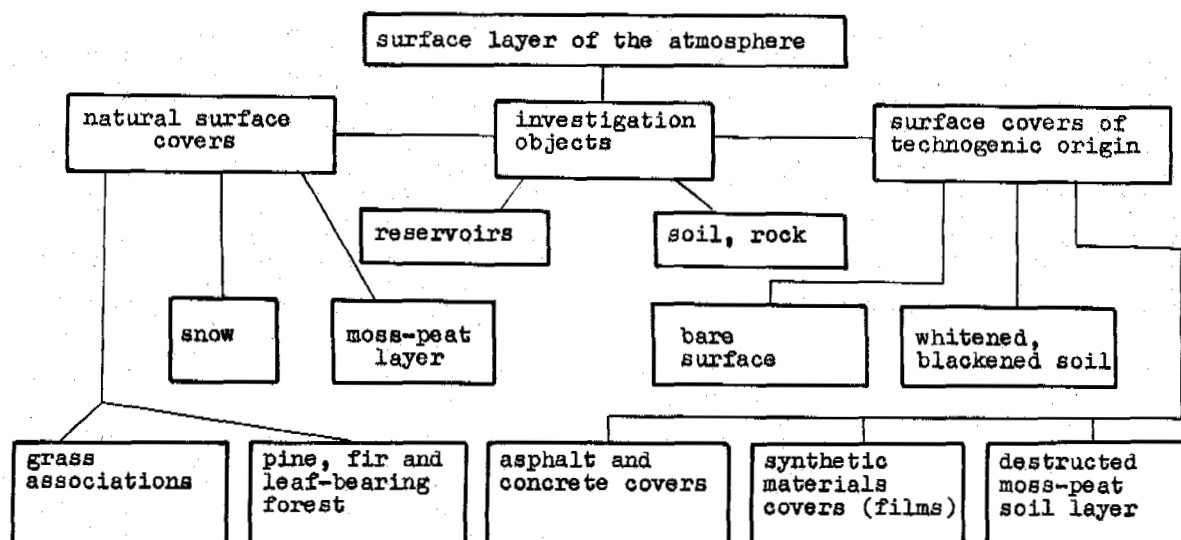 surface layer of the atmosphere
natural surface
covers
investigation
objects
surface covers of
technogenic origin
reservoirs
soil, rock
snow
moss-peat
layer
bare
surface
whitened,
blackened soil
grass
associations
pine, fir and
leaf-bearing
forest
asphalt and
concrete covers
synthetic
materials
covers (films)
destructed
moss-peat
soil layer